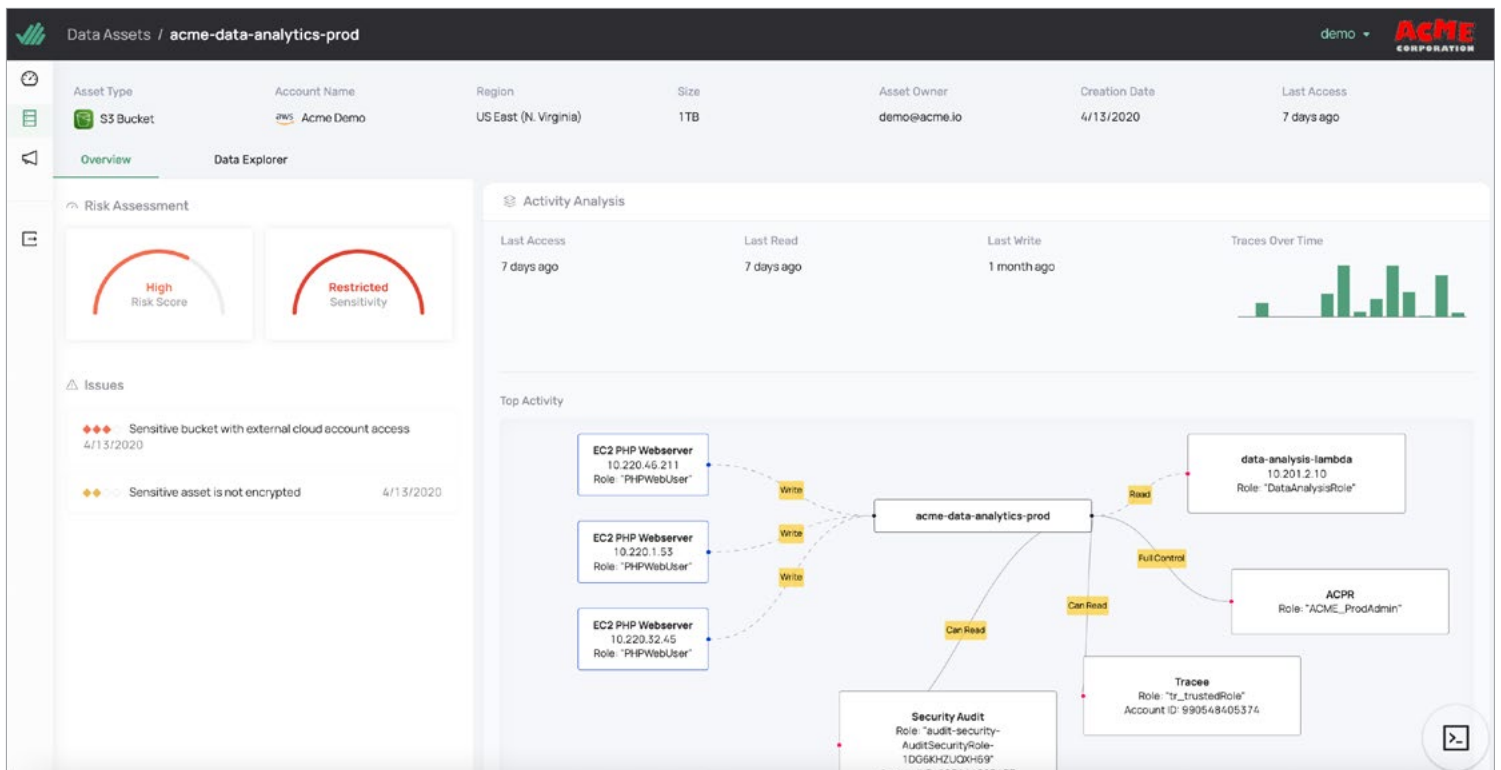 Data Assets / acme-data-analytics-prod
demo
ACME
CORPORATION
Asset Type
Account Name
Region
Size
Asset Owner
Creation Date
Last Access
S3 Bucket
aws Acme Demo
US East (N. Virginia)
1TB
demo@acme.io
4/13/2020
7 days ago
Overview
Data Explorer
Risk Assessment
High
Risk Score
Restricted
Sensitivity
Issues
Sensitive bucket with external cloud account access
4/13/2020
Sensitive asset is not encrypted
4/13/2020
Activity Analysis
Last Access
7 days ago
Last Read
7 days ago
Last Write
1 month ago
Traces Over Time
Top Activity
EC2 PHP Webserver
10.220.46.211
Role: "PHPWebUser"
EC2 PHP Webserver
10.220.1.53
Role: "PHPWebUser"
EC2 PHP Webserver
10.220.32.45
Role: "PHPWebUser"
Write
Write
Write
acme-data-analytics-prod
Read
Full Control
Can Read
Can Read
data-analysis-lambda
10.201.2.10
Role: "DataAnalysisRole"
ACPR
Role: "ACME_ProdAdmin"
Tracee
Role: "tr_trustedRole"
Account ID: 990548405374
Security Audit
Role: "audit-security-
AuditSecurityRole-
1DG6KHZUQXH69"